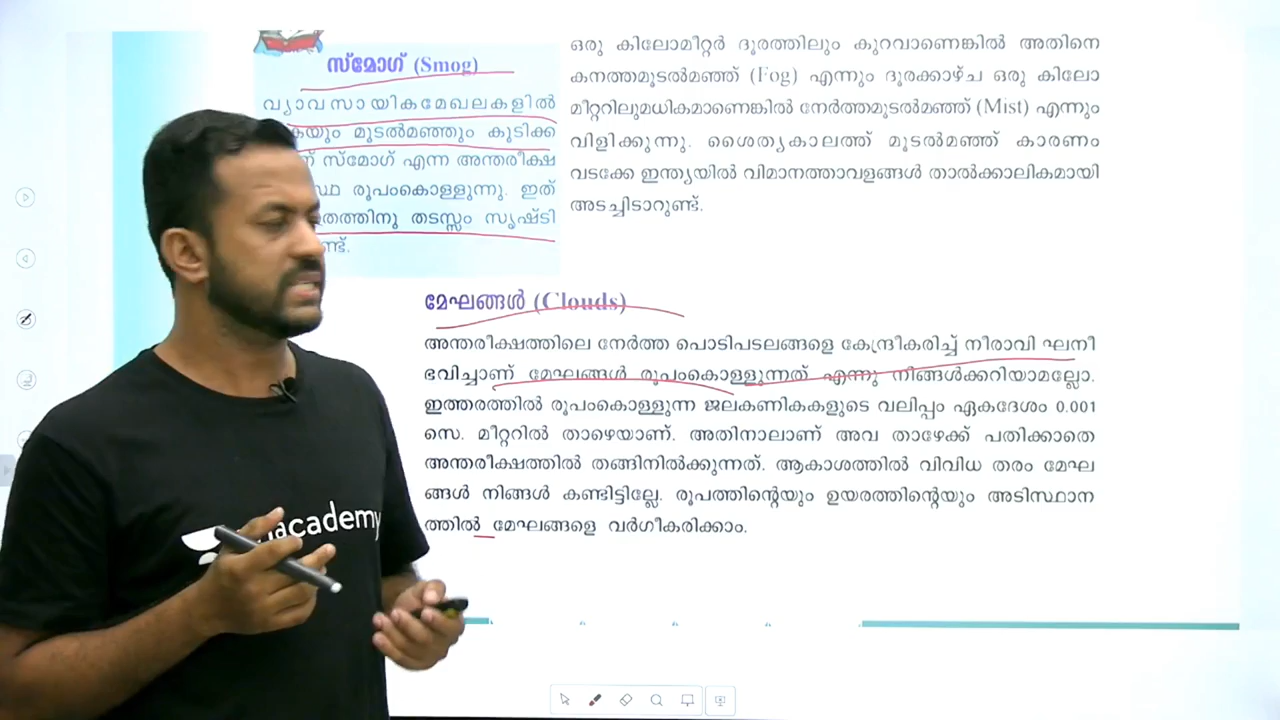 സ്മോഗ് (Smog)
വ്യാവസായികമേഖലകളിൽ
മൂടൽമഞ്ഞും കൂടിക്ക
സ്മോഗ് എന്ന അന്തരീക്ഷ
രൂപംകൊള്ളുന്നു. ഇത്
തടസ്സം സൃഷ്ടി
ഒരു കിലോമീറ്റർ ദൂരത്തിലും കുറവാണെങ്കിൽ അതിനെ
കനത്തമൂടൽമഞ്ഞ് (Fog) എന്നും ദൂരക്കാഴ്ച ഒരു കിലോ
മീറ്ററിലുമധികമാണെങ്കിൽ നേർത്തമൂടൽമഞ്ഞ് (Mist) എന്നും
വിളിക്കുന്നു. ശൈത്യകാലത്ത് മൂടൽമഞ്ഞ് കാരണം
വടക്കേ ഇന്ത്യയിൽ വിമാനത്താവളങ്ങൾ താൽക്കാലികമായി
അടച്ചിടാറുണ്ട്.
മേഘങ്ങൾ (Clouds)
അന്തരീക്ഷത്തിലെ നേർത്ത പൊടിപടലങ്ങളെ കേന്ദ്രീകരിച്ച് നീരാവി ഘനീ
ഭവിച്ചാണ് മേഘങ്ങൾ രൂപംകൊള്ളുന്നത് എന്നു നിങ്ങൾക്കറിയാമല്ലോ.
ഇത്തരത്തിൽ രൂപംകൊള്ളുന്ന ജലകണികകളുടെ വലിപ്പം ഏകദേശം 0.001
സെ. മീറ്ററിൽ താഴെയാണ്. അതിനാലാണ് അവ താഴേക്ക് പതിക്കാതെ
അന്തരീക്ഷത്തിൽ തങ്ങിനിൽക്കുന്നത്. ആകാശത്തിൽ വിവിധ തരം മേഘ
ങ്ങൾ നിങ്ങൾ കണ്ടിട്ടില്ലേ. രൂപത്തിന്റെയും ഉയരത്തിന്റെയും അടിസ്ഥാന
ത്തിൽ മേഘങ്ങളെ വർഗീകരിക്കാം.